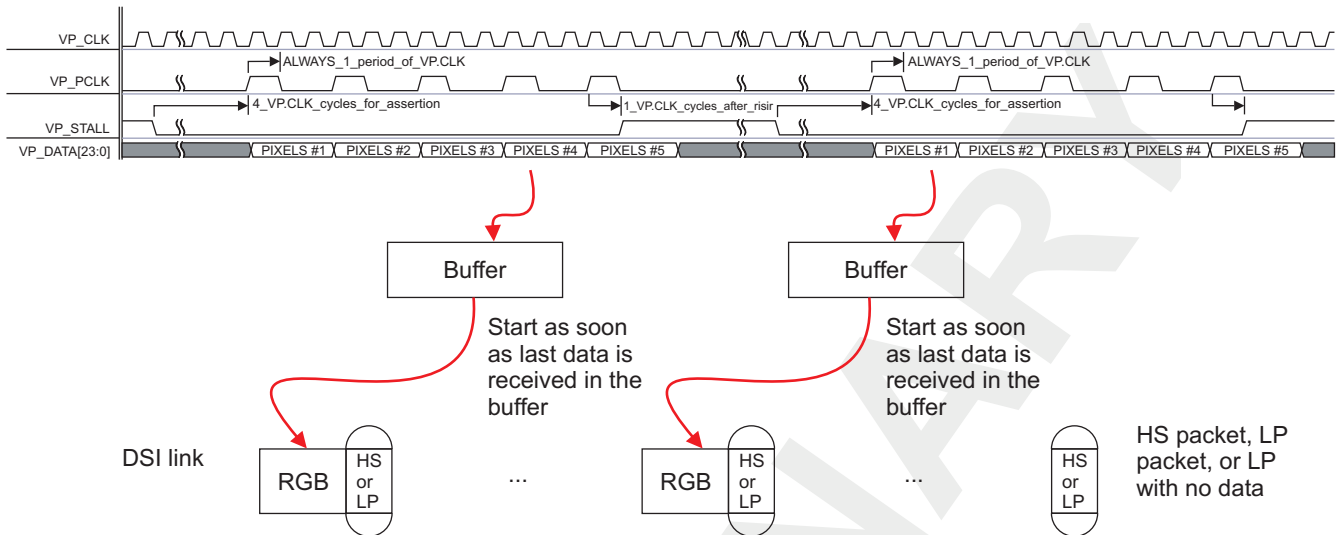 VP_CLK
ALWAYS_1_period_of_VP.CLK
ALWAYS_1_period_of_VP.CLK
VP_PCLK
4_VP.CLK_cycles_for_assertion
1_VP.CLK_cycles_after_risir
4_VP.CLK_cycles_for_assertion
VP_STALL
VP_DATA[23:0]
PIXELS #1
PIXELS #2
PIXELS #3
PIXELS #4
PIXELS #5
PIXELS #1
PIXELS #2
PIXELS #3
PIXELS #4
PIXELS #5
Buffer
Buffer
Start as soon
as last data is
received in the
buffer
Start as soon
as last data is
received in the
buffer
DSI link
RGB
HS
or
LP
...
RGB
HS
or
LP
...
HS
or
LP
HS packet, LP
packet, or LP
with no data
NARY